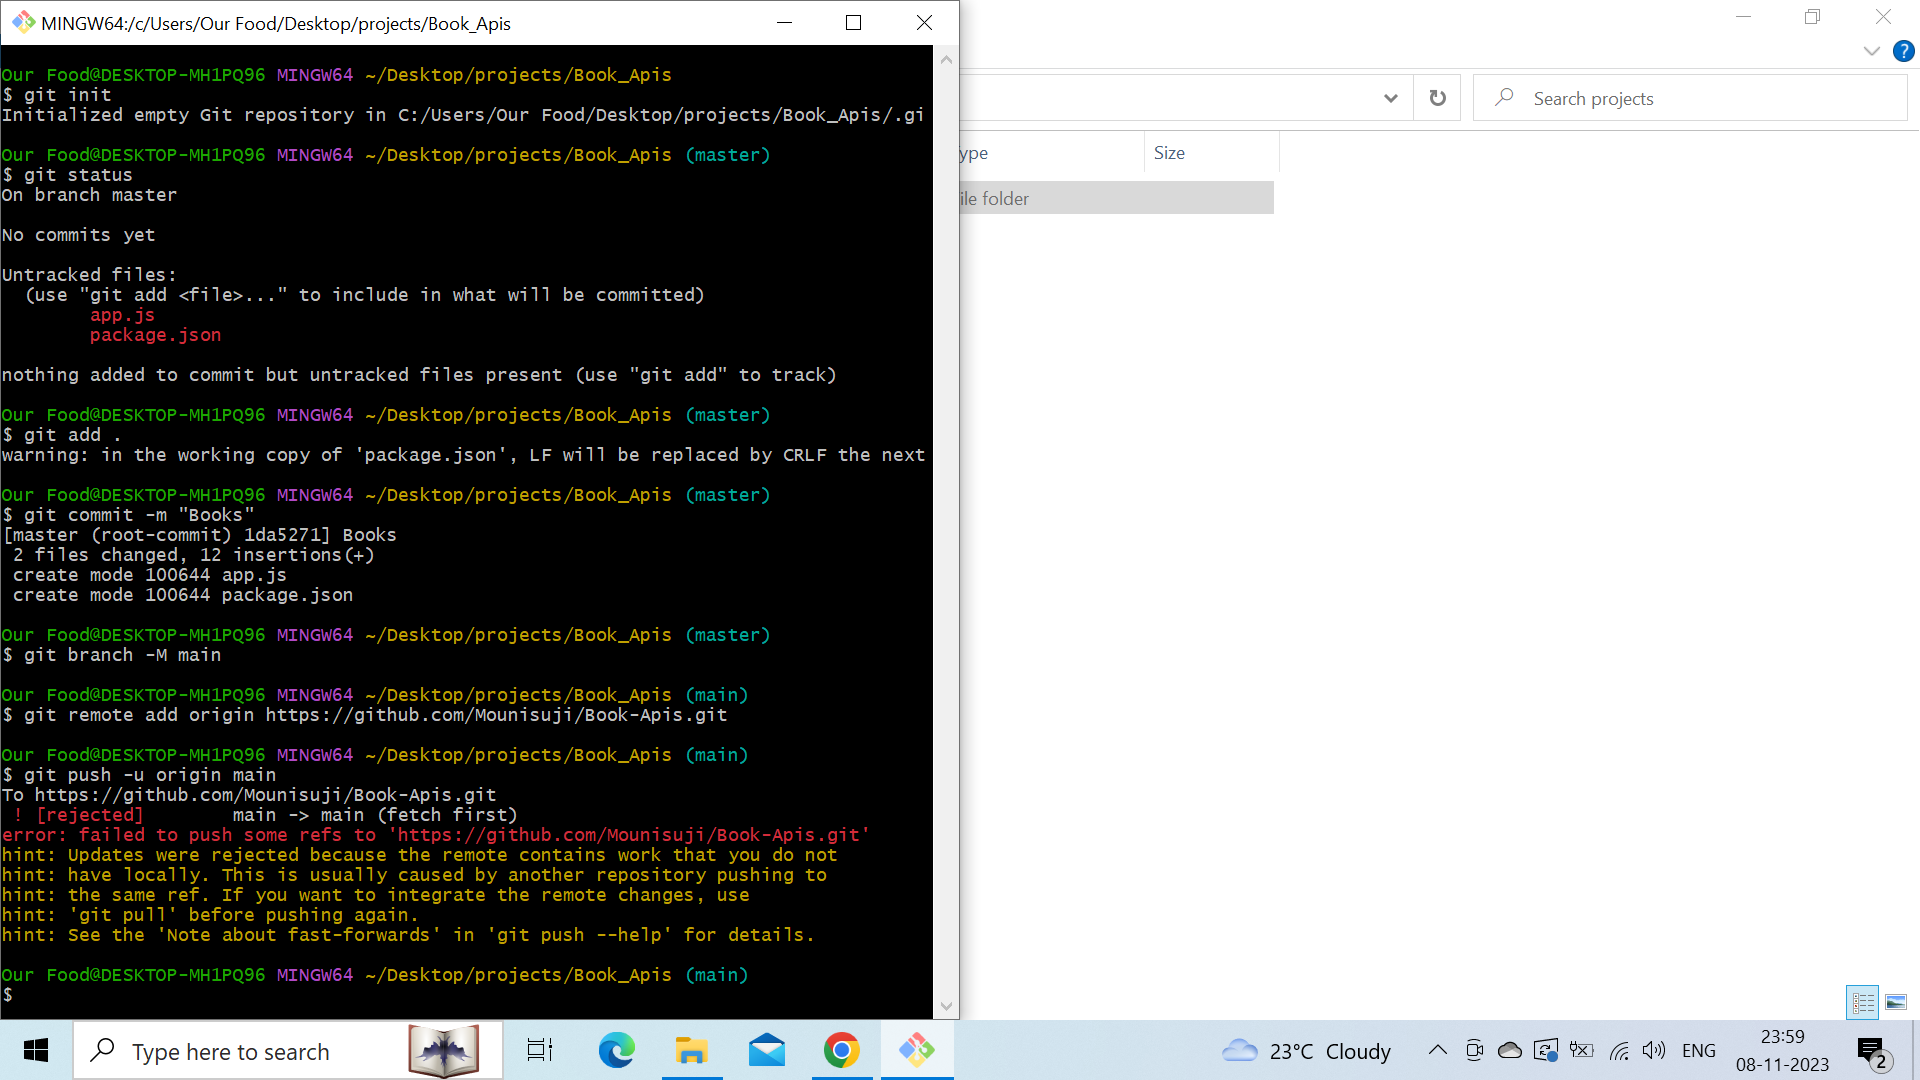 MINGW64:/c/Users/Our Food/Desktop/projects/Book_Apis
Our Food@DESKTOP-MH1PQ96 MINGW64 ~/Desktop/projects/Book_Apis
$ git init
Initialized empty Git repository in C:/Users/Our Food/Desktop/projects/Book_Apis/.gi
Our Food@DESKTOP-MH1PQ96 MINGW64 ~/Desktop/projects/Book_Apis (master)
$ git status
On branch master
No commits yet
Untracked files:
  (use "git add <file>..." to include in what will be committed)
        app.js
        package.json
nothing added to commit but untracked files present (use "git add" to track)
Our Food@DESKTOP-MH1PQ96 MINGW64 ~/Desktop/projects/Book_Apis (master)
$ git add .
warning: in the working copy of 'package.json', LF will be replaced by CRLF the next
Our Food@DESKTOP-MH1PQ96 MINGW64 ~/Desktop/projects/Book_Apis (master)
$ git commit -m "Books"
[master (root-commit) 1da5271] Books
 2 files changed, 12 insertions(+)
 create mode 100644 app.js
 create mode 100644 package.json
Our Food@DESKTOP-MH1PQ96 MINGW64 ~/Desktop/projects/Book_Apis (master)
$ git branch -M main
Our Food@DESKTOP-MH1PQ96 MINGW64 ~/Desktop/projects/Book_Apis (main)
$ git remote add origin https://github.com/Mounisuji/Book-Apis.git
Our Food@DESKTOP-MH1PQ96 MINGW64 ~/Desktop/projects/Book_Apis (main)
$ git push -u origin main
To https://github.com/Mounisuji/Book-Apis.git
 ! [rejected]        main -> main (fetch first)
error: failed to push some refs to 'https://github.com/Mounisuji/Book-Apis.git'
hint: Updates were rejected because the remote contains work that you do not
hint: have locally. This is usually caused by another repository pushing to
hint: the same ref. If you want to integrate the remote changes, use
hint: 'git pull' before pushing again.
hint: See the 'Note about fast-forwards' in 'git push --help' for details.
Our Food@DESKTOP-MH1PQ96 MINGW64 ~/Desktop/projects/Book_Apis (main)
$
?
Search projects
ype
Size
ile folder
Type here to search
23°C Cloudy
ENG
23:59
08-11-2023
2